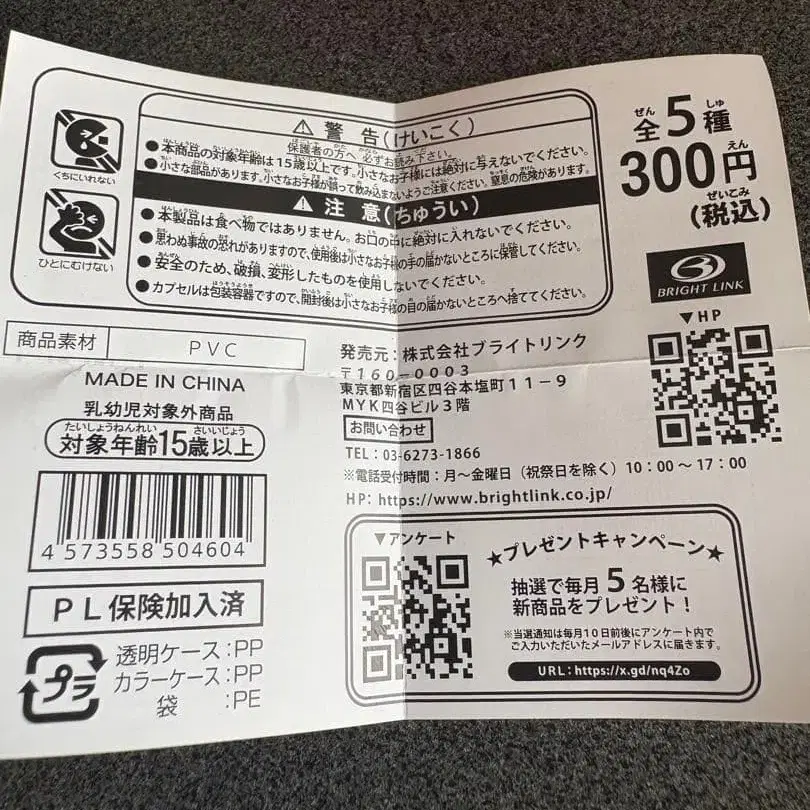 くちにいれない
ひとにむけない
⚠ 警告(けいこく)
保護者の方へ 必ずお読み下さい。
●本商品の対象年齢は15歳以上です。小さなお子様には絶対に与えないでください。
●小さな部品があります。小さなお子様が誤って飲み込まないようご注意ください。窒息の危険があります。
⚠ 注意(ちゅうい)
●本製品は食べ物ではありません。お口の中に絶対に入れないでください。
●思わぬ事故の恐れがありますので、使用後は小さなお子様の手の届かないところに保管してください。
●安全のため、破損、変形したものを使用しないでください。
●カプセルは包装容器ですので、開封後は小さなお子様の目の届かないところへ捨ててください。
ぜん しゅ
全5種
えん
300円
ぜいこみ
(税込)
BRIGHT LINK
▼HP
商品素材 PVC
MADE IN CHINA
乳幼児対象外商品
たいしょうねんれい さいいじょう
対象年齢15歳以上
4 573558 504604
PL保険加入済
プラ
透明ケース:PP
カラーケース:PP
袋 :PE
発売元:株式会社ブライトリンク
〒160-0003
東京都新宿区四谷本塩町11-9
MYK四谷ビル3階
お問い合わせ
TEL: 03-6273-1866
※電話受付時間:月～金曜日(祝祭日を除く)10:00～17:00
HP: https://www.brightlink.co.jp/
▼アンケート
★プレゼントキャンペーン★
抽選で毎月5名様に
新商品をプレゼント!
※当選通知は毎月10日前後にアンケート内で
ご入力いただいたメールアドレスに届きます。
URL:https://x.gd/nq4Zo